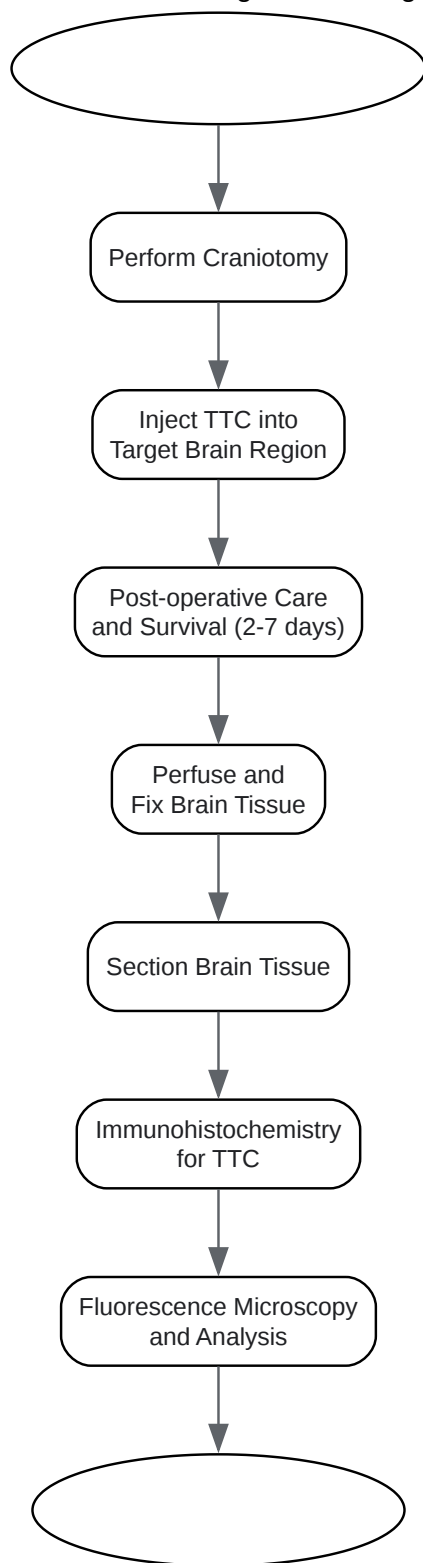 Perform Craniotomy
Inject TTC into
Target Brain Region
Post-operative Care
and Survival (2-7 days)
Perfuse and
Fix Brain Tissue
Section Brain Tissue
Immunohistochemistry
for TTC
Fluorescence Microscopy
and Analysis